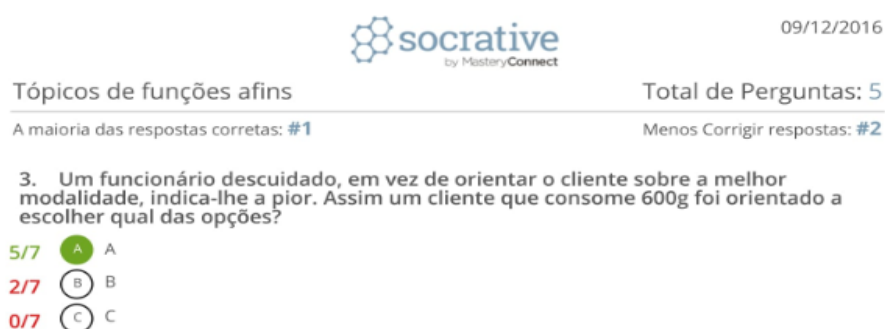 09/12/2016
socrative
by MasteryConnect
Tópicos de funções afins Total de Perguntas: 5
A maioria das respostas corretas: #1 Menos Corrigir respostas: #2
3. Um funcionário descuidado, em vez de orientar o cliente sobre a melhor
modalidade, indica-lhe a pior. Assim um cliente que consome 600g foi orientado a
escolher qual das opções?
5/7 A A
2/7 B B
0/7 C C